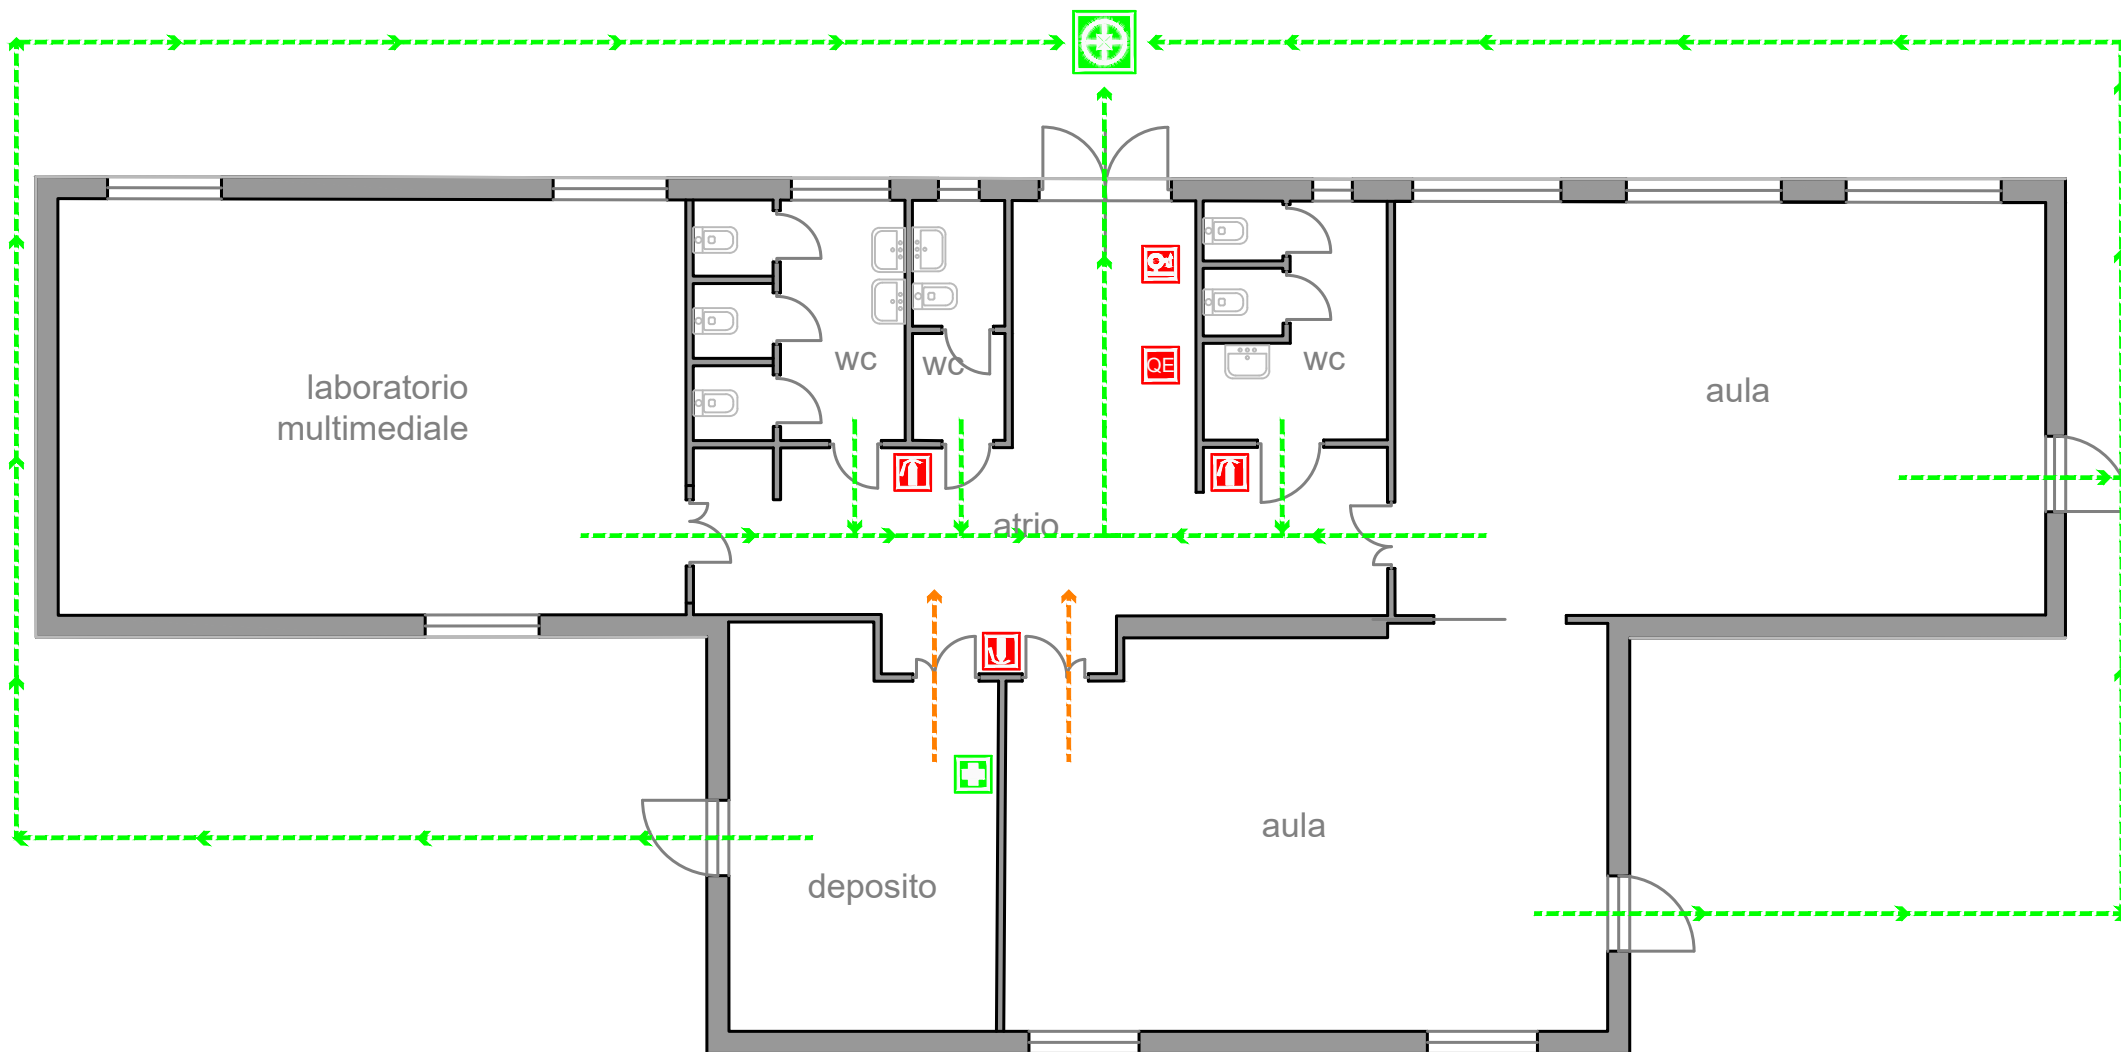 laboratorio
multimediale
wc
wc
QE
wc
aula
atrio
aula
deposito